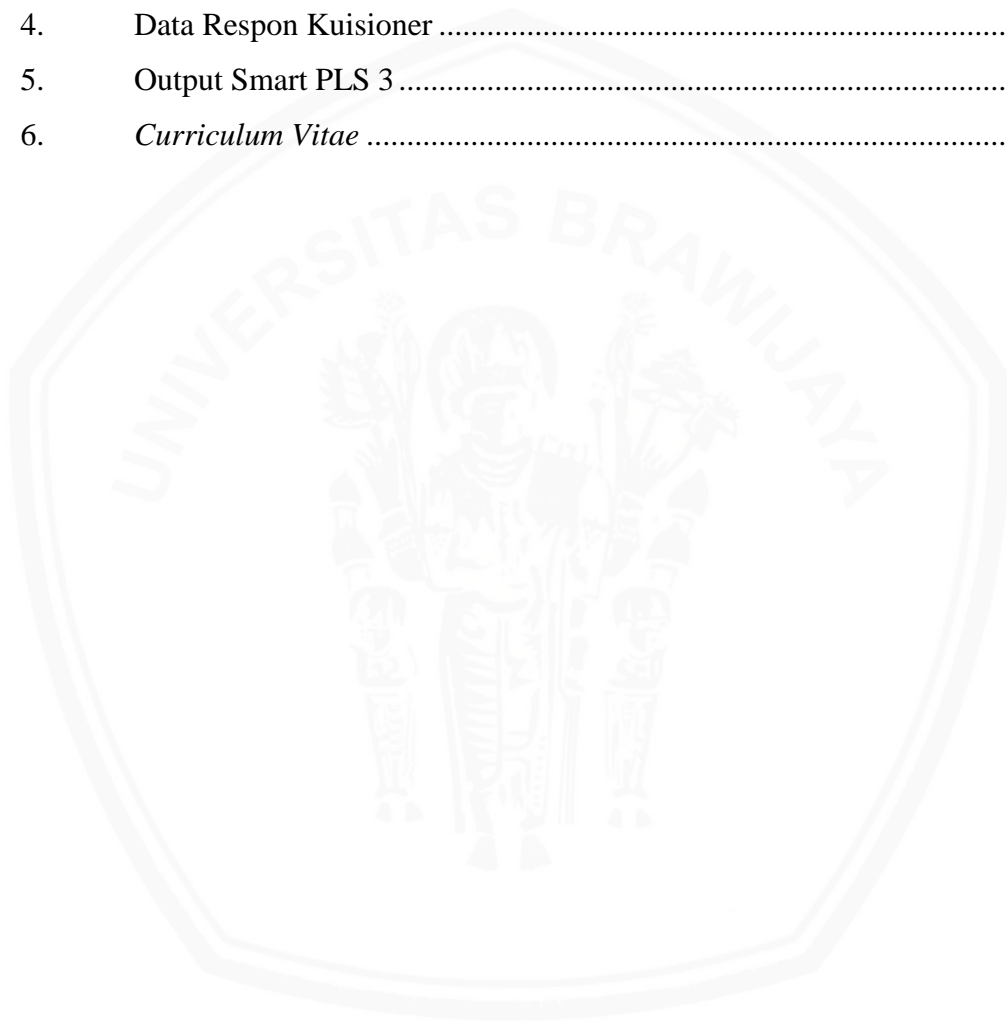 4. Data Respon Kuisioner ........................................................................
5. Output Smart PLS 3 .............................................................................
6. Curriculum Vitae .................................................................................
UNIVERSITAS BRAWIJAYA